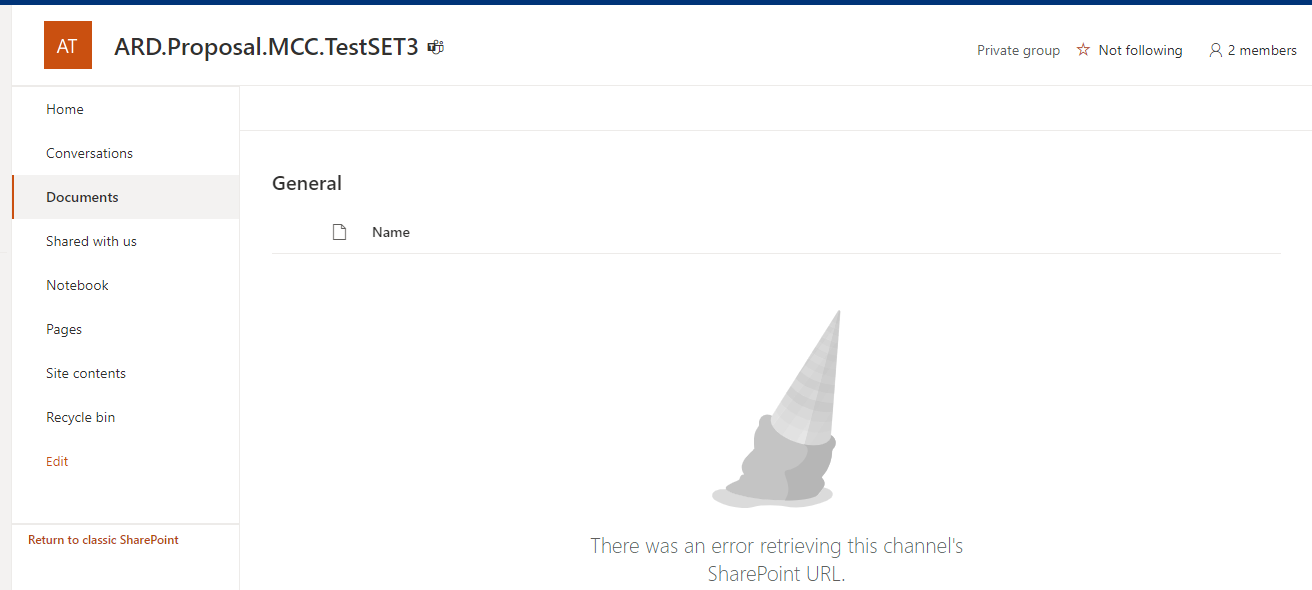 AT
ARD.Proposal.MCC.TestSET3
Private group
Not following
2 members
Home
Conversations
Documents
Shared with us
Notebook
Pages
Site contents
Recycle bin
Edit
Return to classic SharePoint
General
Name
There was an error retrieving this channel's
SharePoint URL.